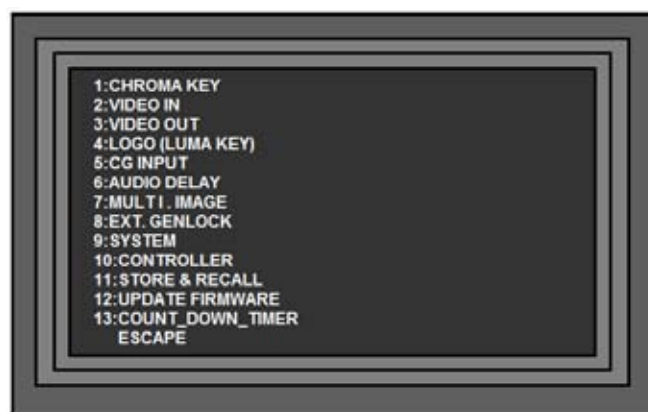 1:CHROMA KEY
2:VIDEO IN
3:VIDEO OUT
4:LOGO (LUMA KEY)
5:CG INPUT
6:AUDIO DELAY
7:MULTI . IMAGE
8:EXT. GENLOCK
9:SYSTEM
10:CONTROLLER
11:STORE & RECALL
12:UPDATE FIRMWARE
13:COUNT_DOWN_TIMER
ESCAPE